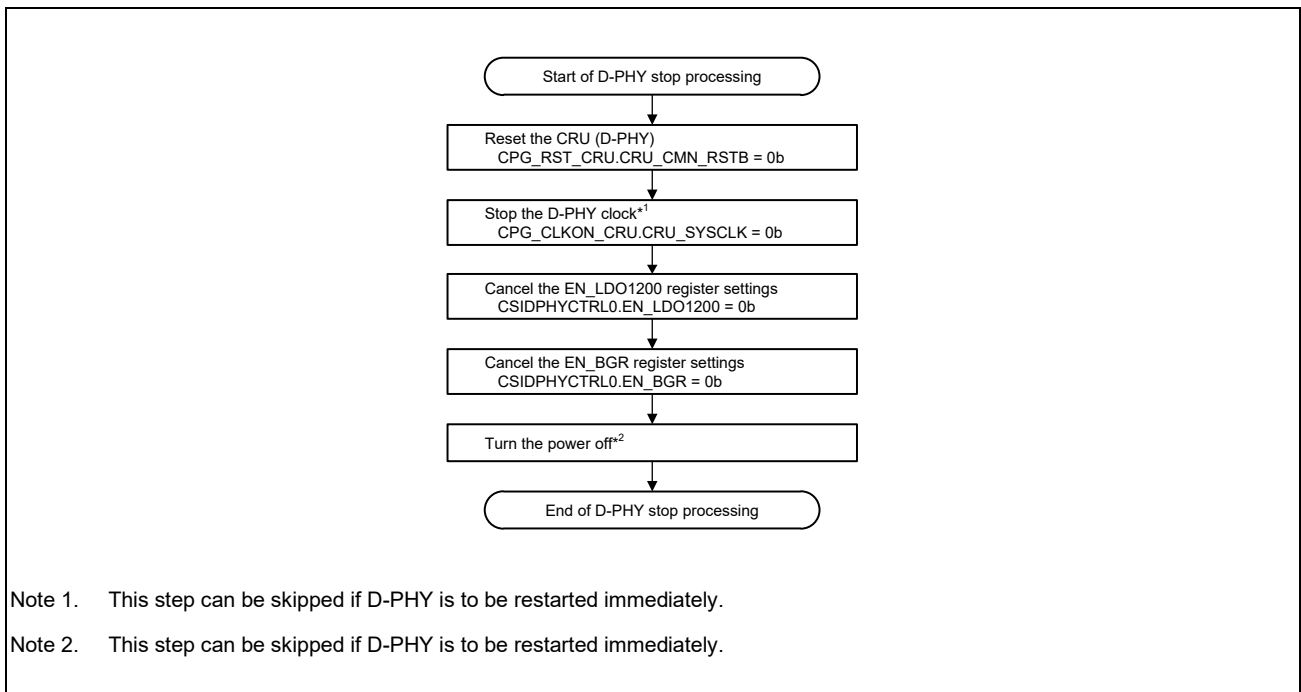 Start of D-PHY stop processing
Reset the CRU (D-PHY)
CPG_RST_CRU.CRU_CMN_RSTB = 0b
Stop the D-PHY clock*1
CPG_CLKON_CRU.CRU_SYSCLK = 0b
Cancel the EN_LDO1200 register settings
CSIDPHYCTRL0.EN_LDO1200 = 0b
Cancel the EN_BGR register settings
CSIDPHYCTRL0.EN_BGR = 0b
Turn the power off*2
End of D-PHY stop processing
Note 1. This step can be skipped if D-PHY is to be restarted immediately.
Note 2. This step can be skipped if D-PHY is to be restarted immediately.